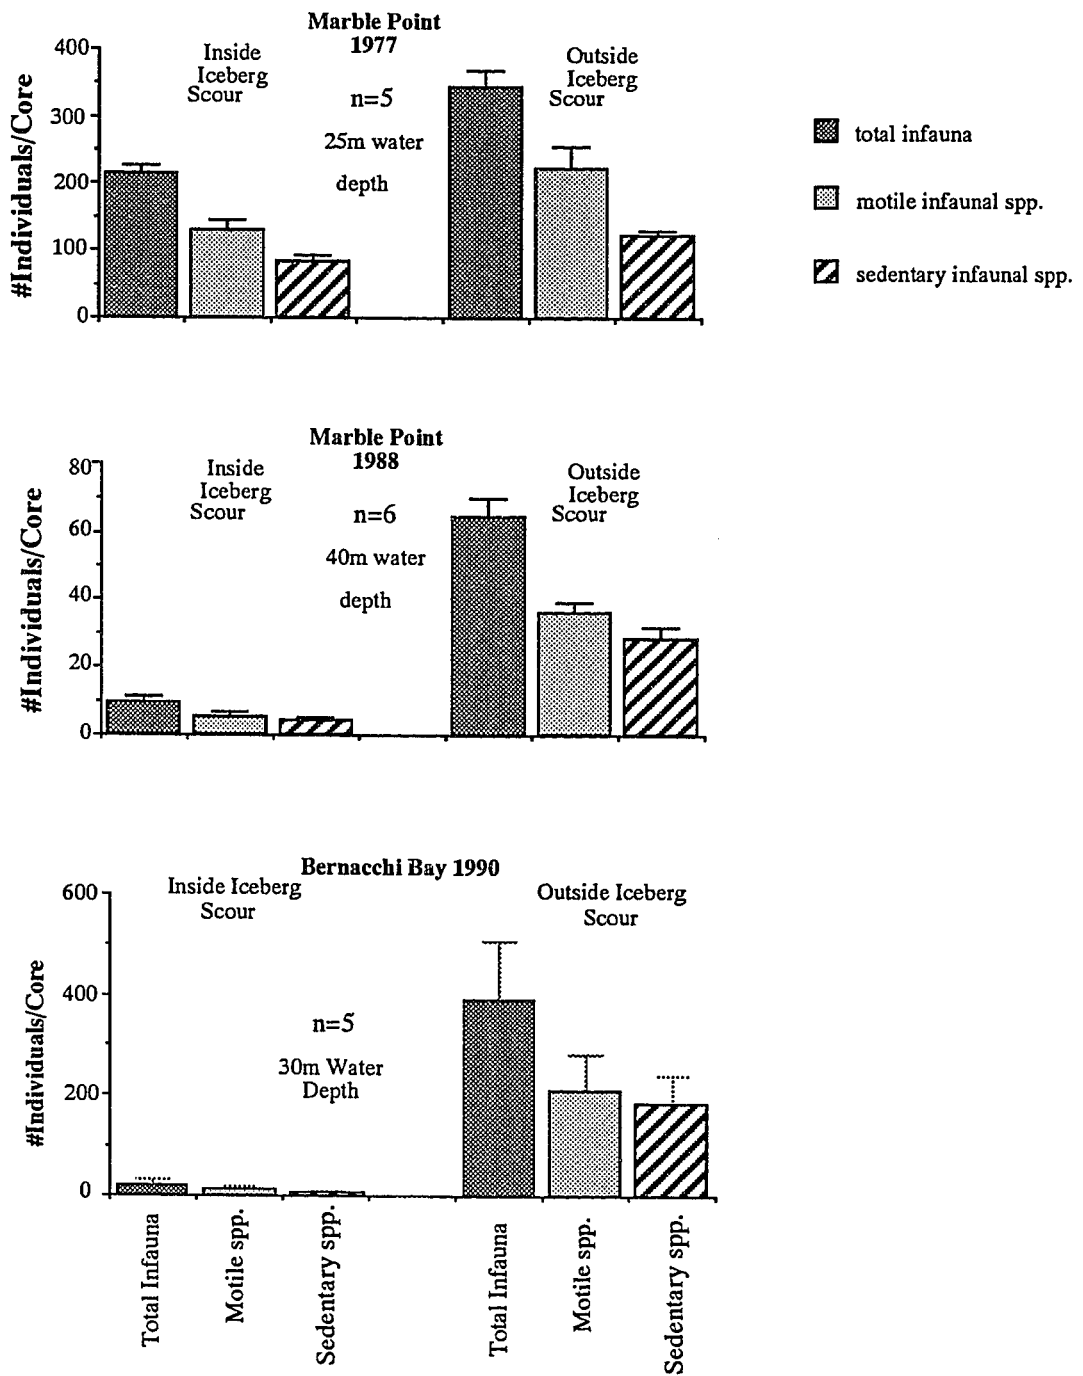 Marble Point
1977
Inside
Iceberg
Scour
n=5
25m water
depth
Outside
Iceberg
Scour
#Individuals/Core
400
300
200
100
0
total infauna
motile infaunal spp.
sedentary infaunal spp.
Marble Point
1988
Inside
Iceberg
Scour
n=6
40m water
depth
Outside
Iceberg
Scour
#Individuals/Core
80
60
40
20
0
Bernacchi Bay 1990
Inside Iceberg
Scour
n=5
30m Water
Depth
Outside Iceberg
Scour
#Individuals/Core
600
400
200
0
Total Infauna
Motile spp.
Sedentary spp.
Total Infauna
Motile spp.
Sedentary spp.